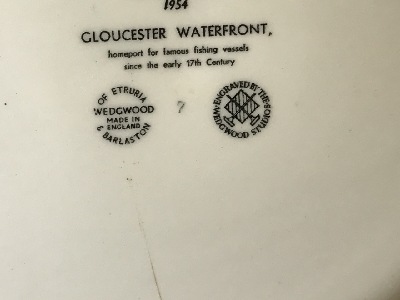 1954
GLOUCESTER WATERFRONT,
homeport for famous fishing vessels
since the early 17th Century
OF ETRURIA
WEDGWOOD
MADE IN
ENGLAND
& BARLASTON
7
ENGRAVED BY THE
WEDGWOOD STUDIO